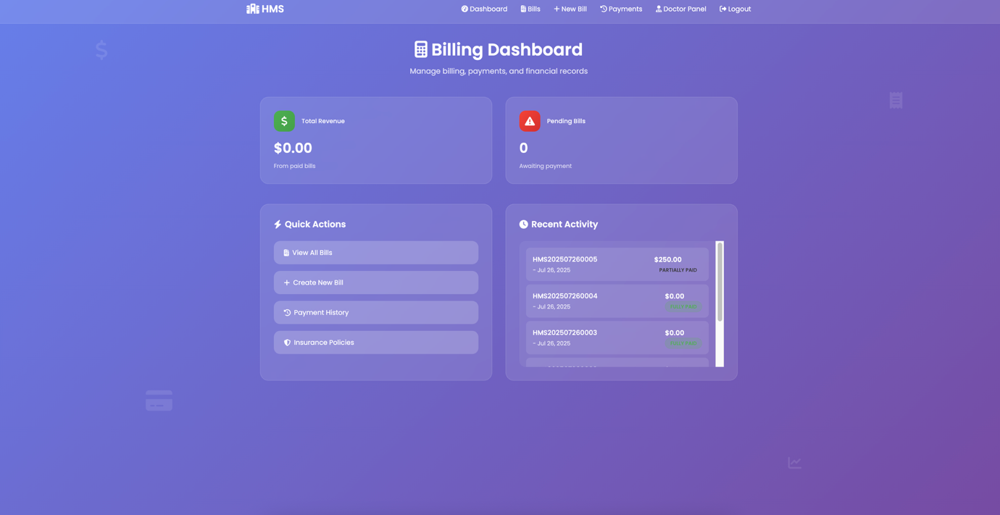 HMS
Dashboard
Bills
New Bill
Payments
Doctor Panel
Logout
Billing Dashboard
Manage billing, payments, and financial records
Total Revenue
$0.00
From paid bills
Pending Bills
0
Awaiting payment
Quick Actions
View All Bills
Create New Bill
Payment History
Insurance Policies
Recent Activity
HMS202507260005
$250.00
- Jul 26, 2025
PARTIALLY PAID
HMS202507260004
$0.00
- Jul 26, 2025
HMS202507260003
$0.00
- Jul 26, 2025